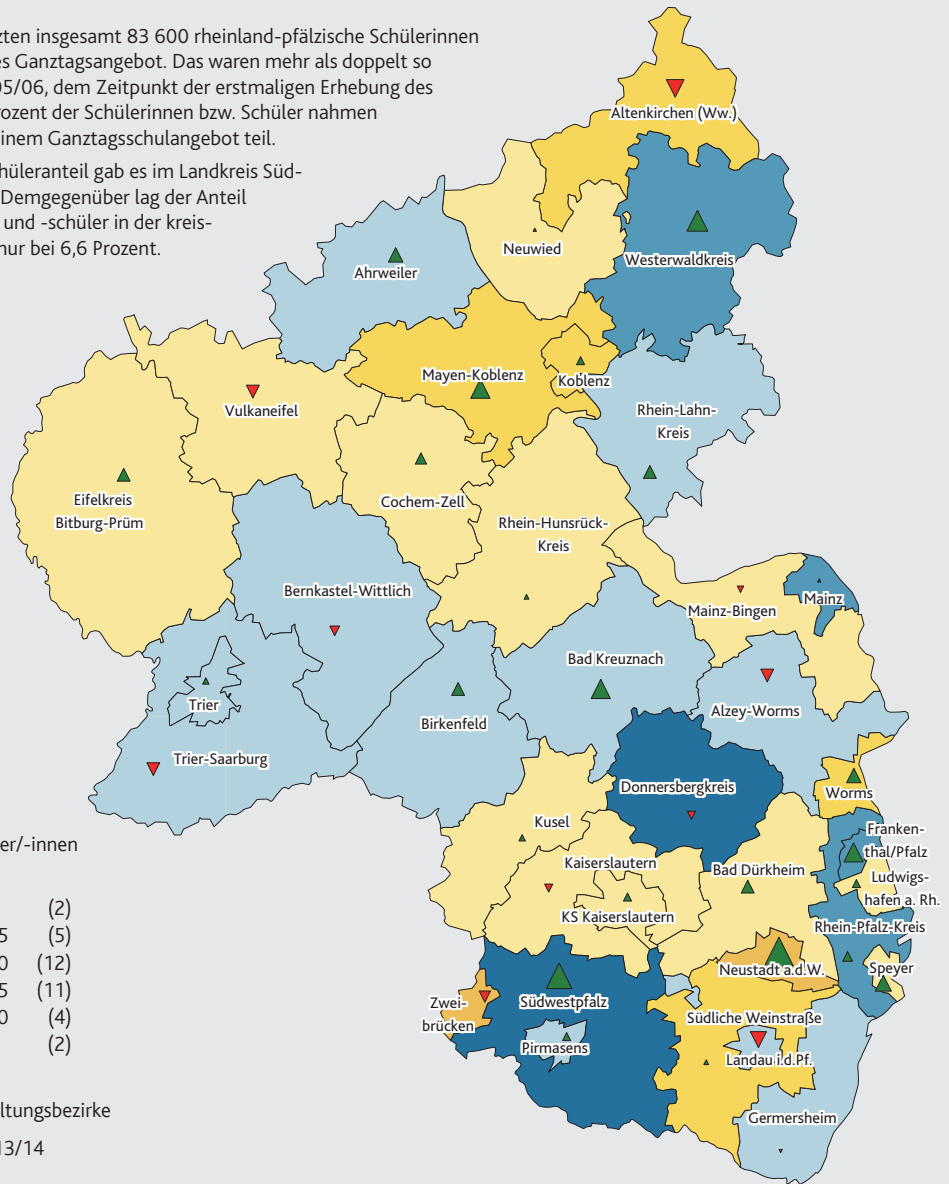 zten insgesamt 83 600 rheinland-pfälzische Schülerinnen
es Ganztagsangebot. Das waren mehr als doppelt so
05/06, dem Zeitpunkt der erstmaligen Erhebung des
rozent der Schülerinnen bzw. Schüler nahmen
inem Ganztagsschulangebot teil.
hüleranteil gab es im Landkreis Süd-
Demgegenüber lag der Anteil
und -schüler in der kreis-
nur bei 6,6 Prozent.
Altenkirchen (Ww.)
Neuwied
Westerwaldkreis
Ahrweiler
Mayen-Koblenz
Koblenz
Vulkaneifel
Rhein-Lahn-
Kreis
Cochem-Zell
Eifelkreis
Bitburg-Prüm
Rhein-Hunsrück-
Kreis
Bernkastel-Wittlich
Mainz
Mainz-Bingen
Bad Kreuznach
Trier
Alzey-Worms
Birkenfeld
Trier-Saarburg
Donnersbergkreis
Worms
Kusel
Franken-
thal/Pfalz
Kaiserslautern
Bad Dürkheim
Ludwigs-
hafen a. Rh.
KS Kaiserslautern
Rhein-Pfalz-Kreis
Neustadt a.d.W.
Speyer
Zwei-
brücken
Südwestpfalz
Südliche Weinstraße
Pirmasens
Landau i.d.Pf.
Germersheim
er/-innen
(2)
5 (5)
0 (12)
5 (11)
0 (4)
(2)
ltungsbezirke
13/14